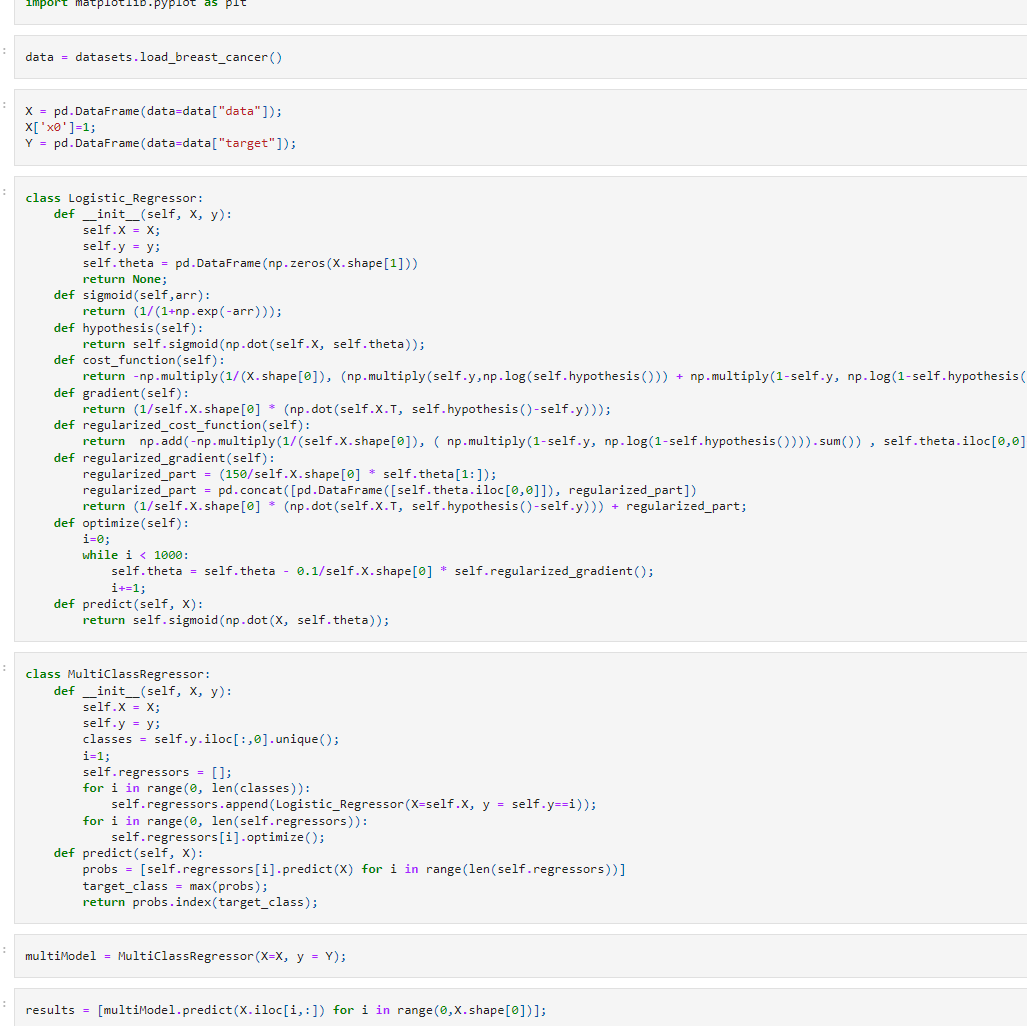 import matplotlib.pyplot as plt
data = datasets.load_breast_cancer()
X = pd.DataFrame(data=data["data"]);
X['x0']=1;
Y = pd.DataFrame(data=data["target"]);
class Logistic_Regressor:
    def __init__(self, X, y):
        self.X = X;
        self.y = y;
        self.theta = pd.DataFrame(np.zeros(X.shape[1]))
        return None;
    def sigmoid(self,arr):
        return (1/(1+np.exp(-arr)));
    def hypothesis(self):
        return self.sigmoid(np.dot(self.X, self.theta));
    def cost_function(self):
        return -np.multiply(1/(X.shape[0]), (np.multiply(self.y,np.log(self.hypothesis())) + np.multiply(1-self.y, np.log(1-self.hypothesis(
    def gradient(self):
        return (1/self.X.shape[0] * (np.dot(self.X.T, self.hypothesis()-self.y)));
    def regularized_cost_function(self):
        return  np.add(-np.multiply(1/(self.X.shape[0]), ( np.multiply(1-self.y, np.log(1-self.hypothesis()))).sum()) , self.theta.iloc[0,0]
    def regularized_gradient(self):
        regularized_part = (150/self.X.shape[0] * self.theta[1:]);
        regularized_part = pd.concat([pd.DataFrame([self.theta.iloc[0,0]]), regularized_part])
        return (1/self.X.shape[0] * (np.dot(self.X.T, self.hypothesis()-self.y))) + regularized_part;
    def optimize(self):
        i=0;
        while i < 1000:
            self.theta = self.theta - 0.1/self.X.shape[0] * self.regularized_gradient();
            i+=1;
    def predict(self, X):
        return self.sigmoid(np.dot(X, self.theta));
class MultiClassRegressor:
    def __init__(self, X, y):
        self.X = X;
        self.y = y;
        classes = self.y.iloc[:,0].unique();
        i=1;
        self.regressors = [];
        for i in range(0, len(classes)):
            self.regressors.append(Logistic_Regressor(X=self.X, y = self.y==i));
        for i in range(0, len(self.regressors)):
            self.regressors[i].optimize();
    def predict(self, X):
        probs = [self.regressors[i].predict(X) for i in range(len(self.regressors))]
        target_class = max(probs);
        return probs.index(target_class);
multiModel = MultiClassRegressor(X=X, y = Y);
results = [multiModel.predict(X.iloc[i,:]) for i in range(0,X.shape[0])];